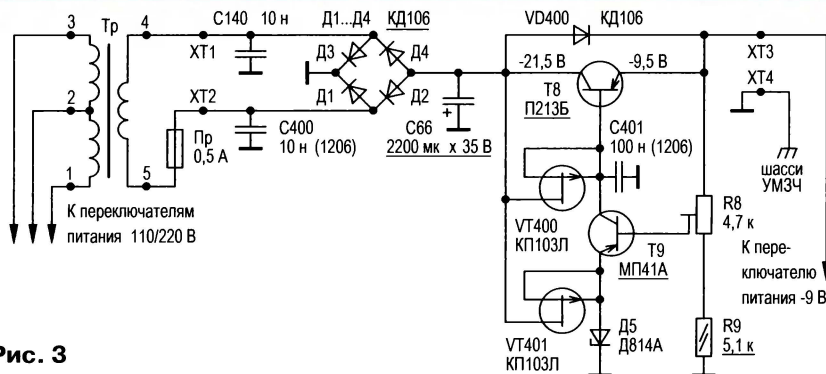 3
Тр
4
С140 10 н
Д1...Д4
КД106
VD400
КД106
ХТ1
Д3
Д4
-21,5 В
-9,5 В
ХТ3
2
ХТ2
Д1
Д2
Т8
П213Б
ХТ4
С400
10 н (1206)
С66
2200 мк х 35 В
+
С401
100 н (1206)
шасси
УМЗЧ
Пр
0,5 А
1
5
К переключателям
питания 110/220 В
VT400
КП103Л
R8
4,7 к
Т9
МП41А
К пере-
ключателю
питания -9 В
VT401
КП103Л
Д5
Д814А
R9
5,1 к
Рис. 3